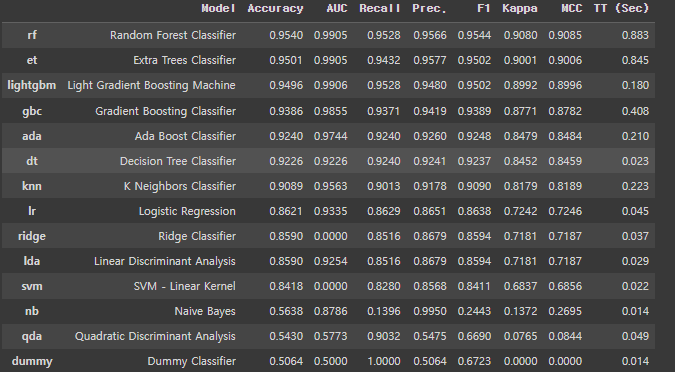 Model Accuracy AUC Recall Prec. F1 Kappa MCC TT (Sec)
rf Random Forest Classifier 0.9540 0.9905 0.9528 0.9566 0.9544 0.9080 0.9085 0.883
et Extra Trees Classifier 0.9501 0.9905 0.9432 0.9577 0.9502 0.9001 0.9006 0.845
lightgbm Light Gradient Boosting Machine 0.9496 0.9906 0.9528 0.9480 0.9502 0.8992 0.8996 0.180
gbc Gradient Boosting Classifier 0.9386 0.9855 0.9371 0.9419 0.9389 0.8771 0.8782 0.408
ada Ada Boost Classifier 0.9240 0.9744 0.9240 0.9260 0.9248 0.8479 0.8484 0.210
dt Decision Tree Classifier 0.9226 0.9226 0.9240 0.9241 0.9237 0.8452 0.8459 0.023
knn K Neighbors Classifier 0.9089 0.9563 0.9013 0.9178 0.9090 0.8179 0.8189 0.223
lr Logistic Regression 0.8621 0.9335 0.8629 0.8651 0.8638 0.7242 0.7246 0.045
ridge Ridge Classifier 0.8590 0.0000 0.8516 0.8679 0.8594 0.7181 0.7187 0.037
lda Linear Discriminant Analysis 0.8590 0.9254 0.8516 0.8679 0.8594 0.7181 0.7187 0.029
svm SVM - Linear Kernel 0.8418 0.0000 0.8280 0.8568 0.8411 0.6837 0.6856 0.022
nb Naive Bayes 0.5638 0.8786 0.1396 0.9950 0.2443 0.1372 0.2695 0.014
qda Quadratic Discriminant Analysis 0.5430 0.5773 0.9032 0.5475 0.6690 0.0765 0.0844 0.049
dummy Dummy Classifier 0.5064 0.5000 1.0000 0.5064 0.6723 0.0000 0.0000 0.014